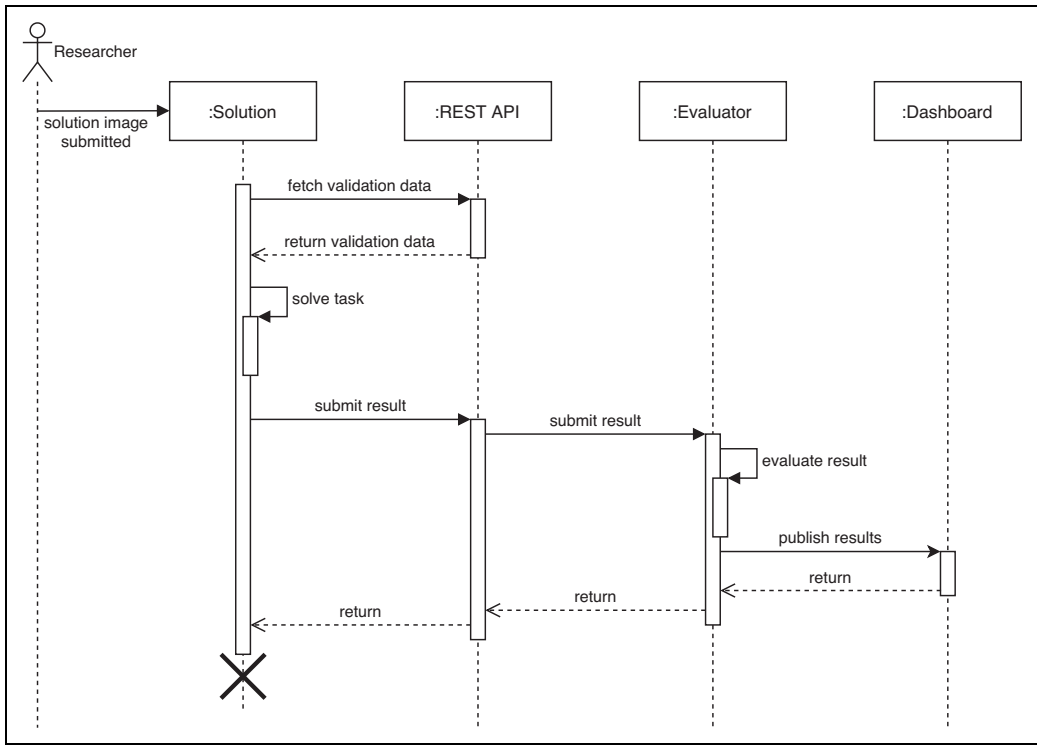 Researcher
solution image
submitted
:Solution
:REST API
:Evaluator
:Dashboard
fetch validation data
return validation data
solve task
submit result
submit result
evaluate result
publish results
return
return
return